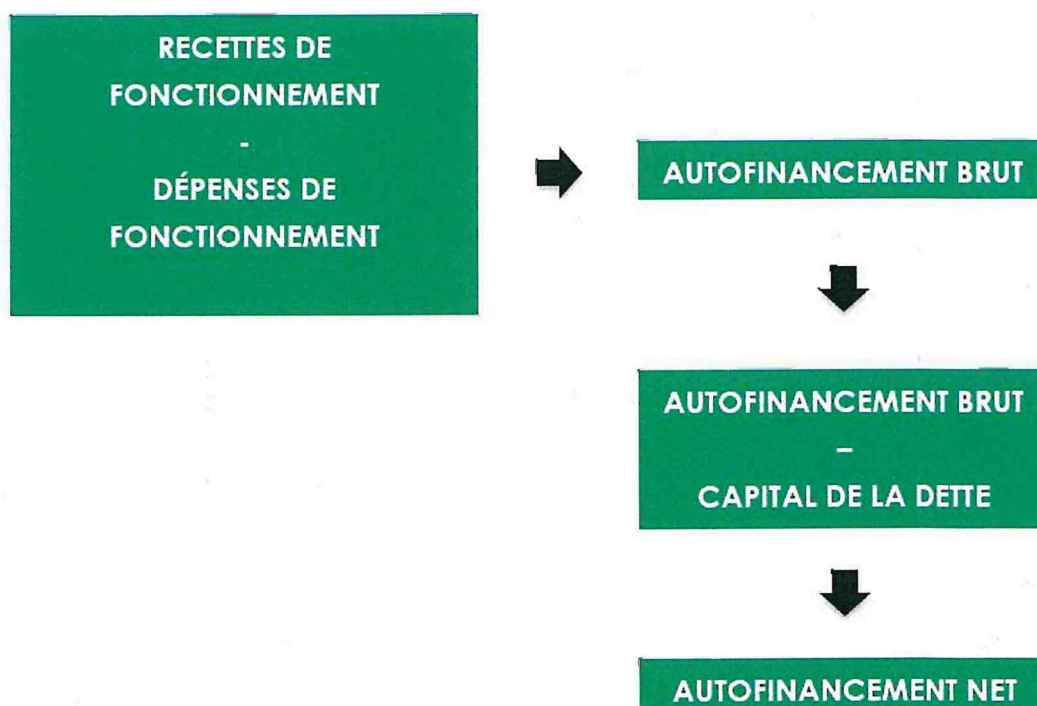 RECETTES DE
FONCTIONNEMENT
-
DÉPENSES DE
FONCTIONNEMENT
AUTOFINANCEMENT BRUT
AUTOFINANCEMENT BRUT
–
CAPITAL DE LA DETTE
AUTOFINANCEMENT NET